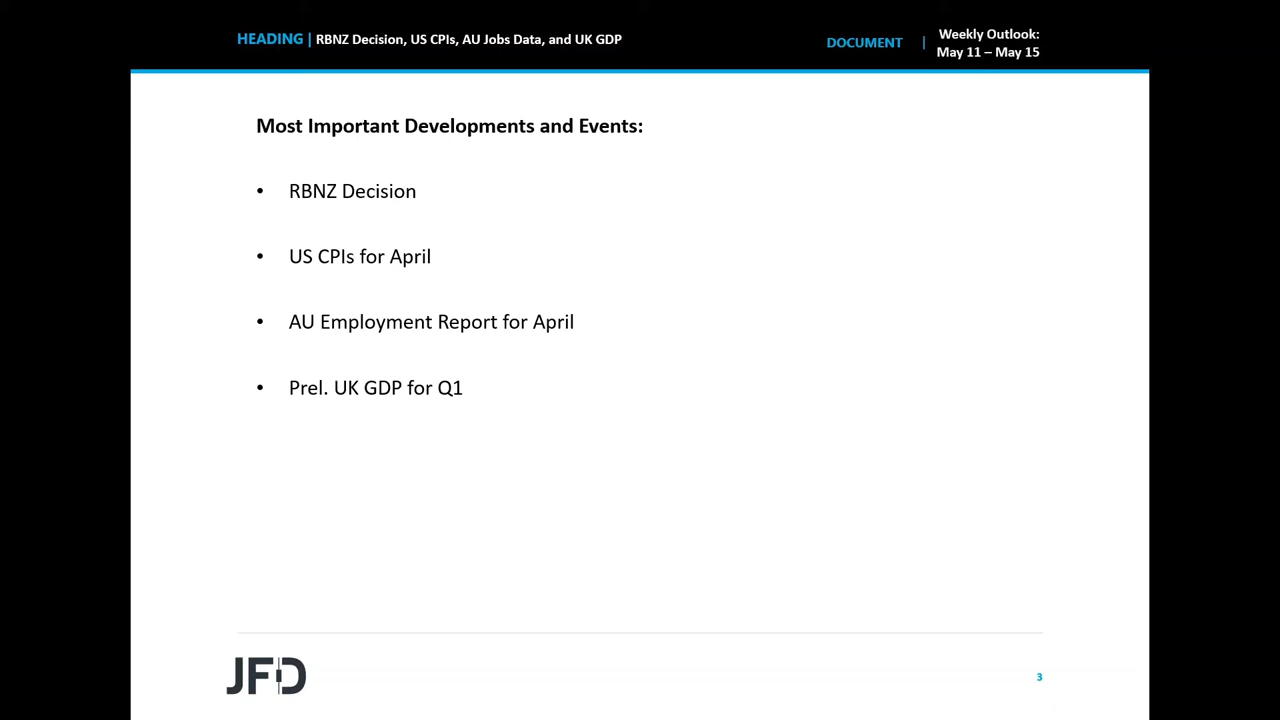 HEADING | RBNZ Decision, US CPIs, AU Jobs Data, and UK GDP
DOCUMENT |
Weekly Outlook:
May 11 – May 15
Most Important Developments and Events:
• RBNZ Decision
• US CPIs for April
• AU Employment Report for April
• Prel. UK GDP for Q1
JFD
3